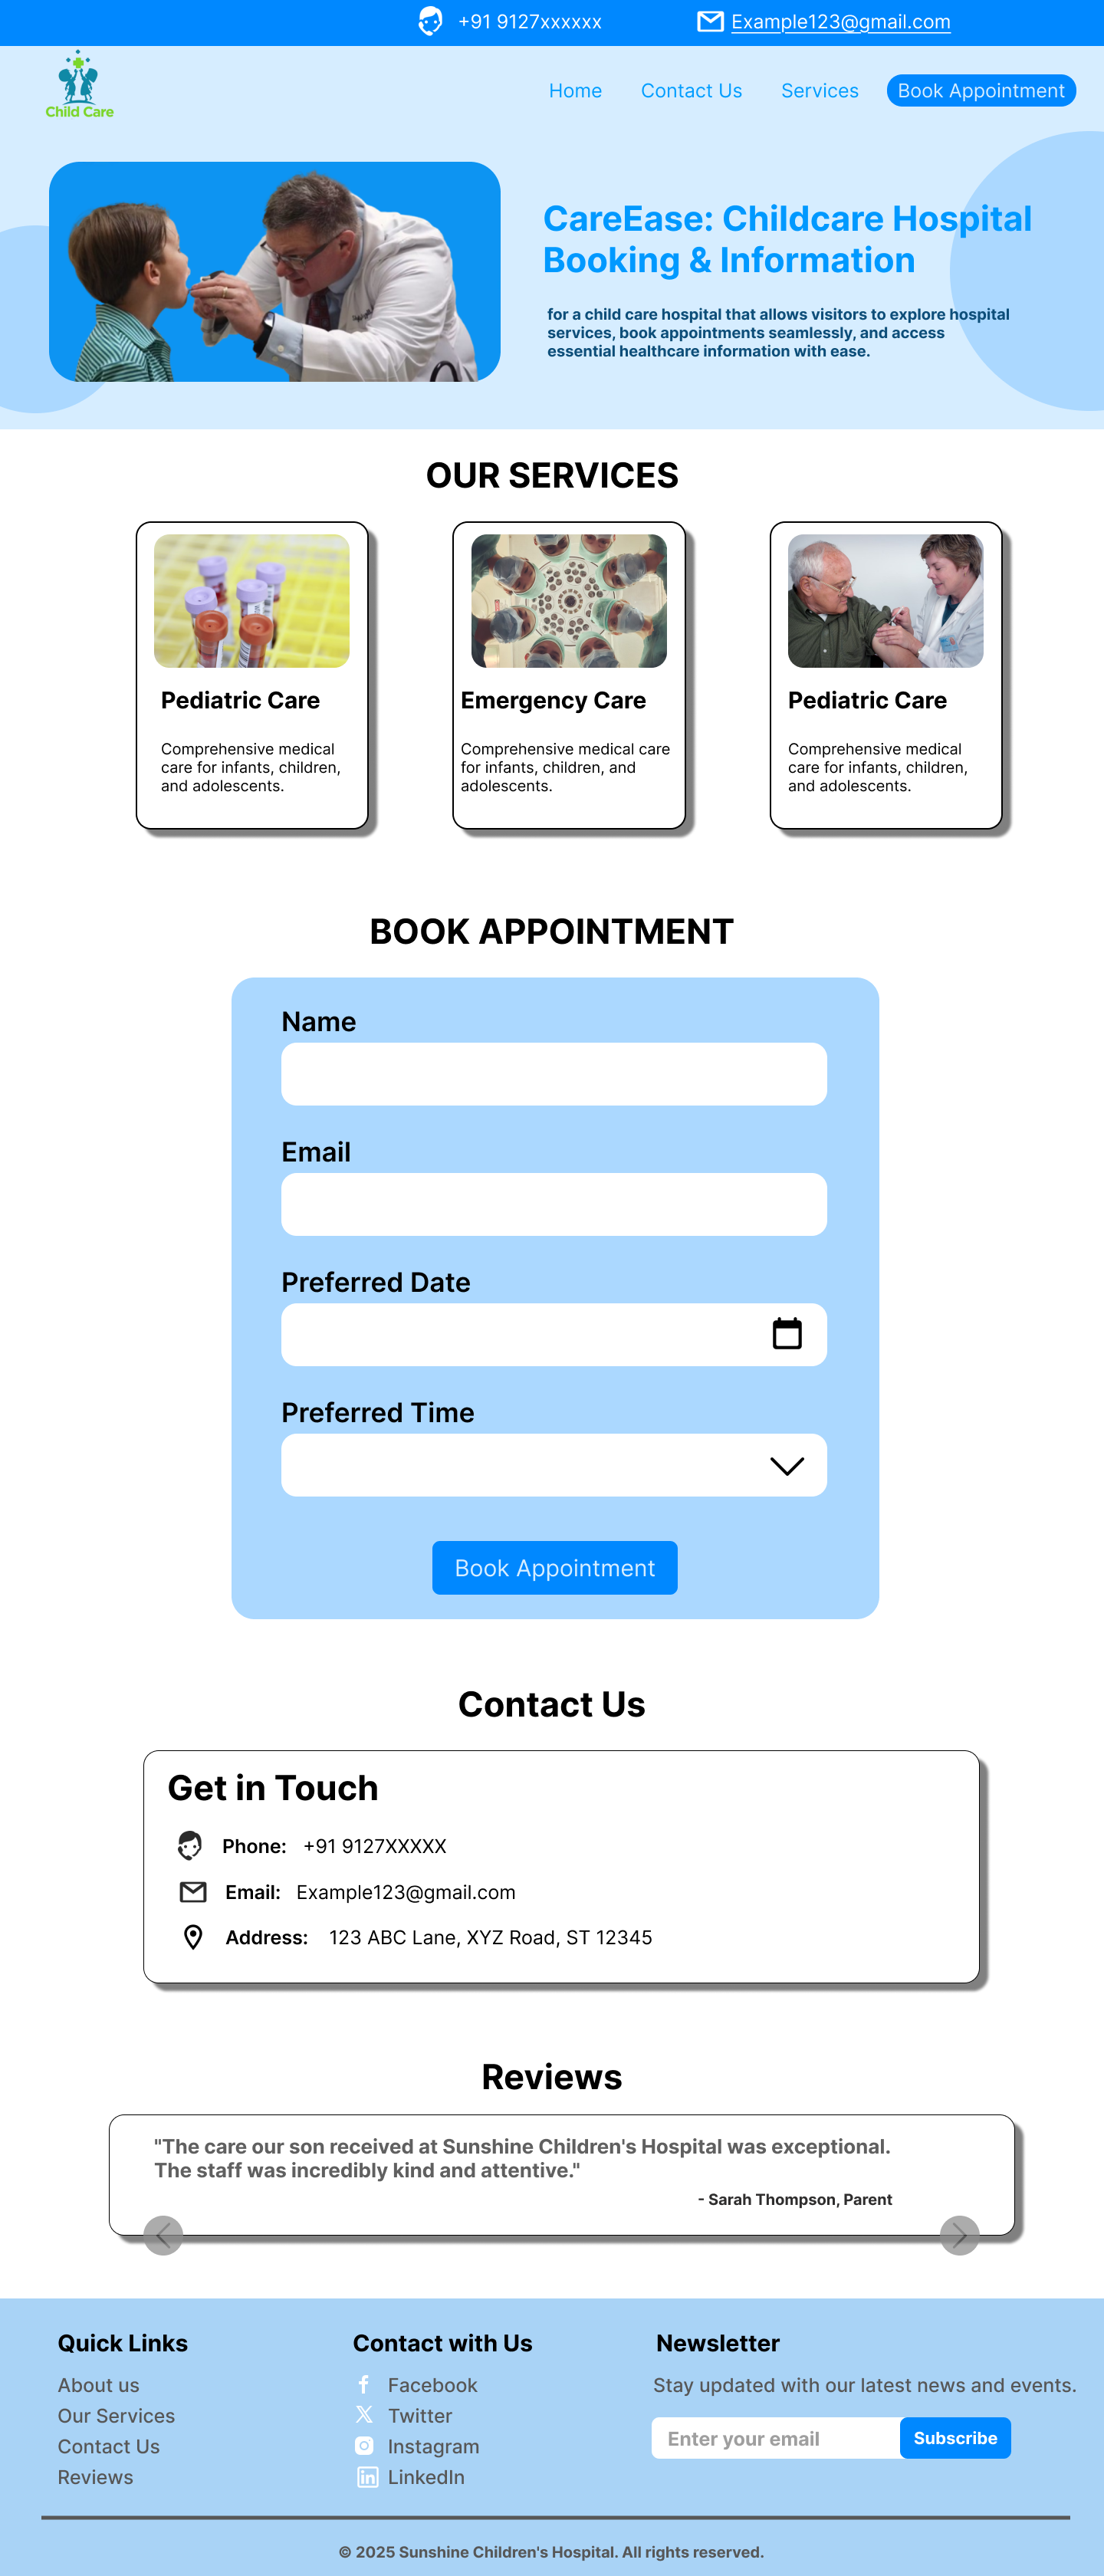 +91 9127xxxxxx
Example123@gmail.com
Child Care
Home
Contact Us
Services
Book Appointment
CareEase: Childcare Hospital
Booking & Information
for a child care hospital that allows visitors to explore hospital
services, book appointments seamlessly, and access
essential healthcare information with ease.
OUR SERVICES
Pediatric Care
Comprehensive medical
care for infants, children,
and adolescents.
Emergency Care
Comprehensive medical care
for infants, children, and
adolescents.
Pediatric Care
Comprehensive medical
care for infants, children,
and adolescents.
BOOK APPOINTMENT
Name
Email
Preferred Date
Preferred Time
Book Appointment
Contact Us
Get in Touch
Phone: +91 9127XXXXX
Email: Example123@gmail.com
Address: 123 ABC Lane, XYZ Road, ST 12345
Reviews
"The care our son received at Sunshine Children's Hospital was exceptional.
The staff was incredibly kind and attentive."
- Sarah Thompson, Parent
Quick Links
About us
Our Services
Contact Us
Reviews
Contact with Us
Facebook
Twitter
Instagram
LinkedIn
Newsletter
Stay updated with our latest news and events.
Enter your email
Subscribe
© 2025 Sunshine Children's Hospital. All rights reserved.